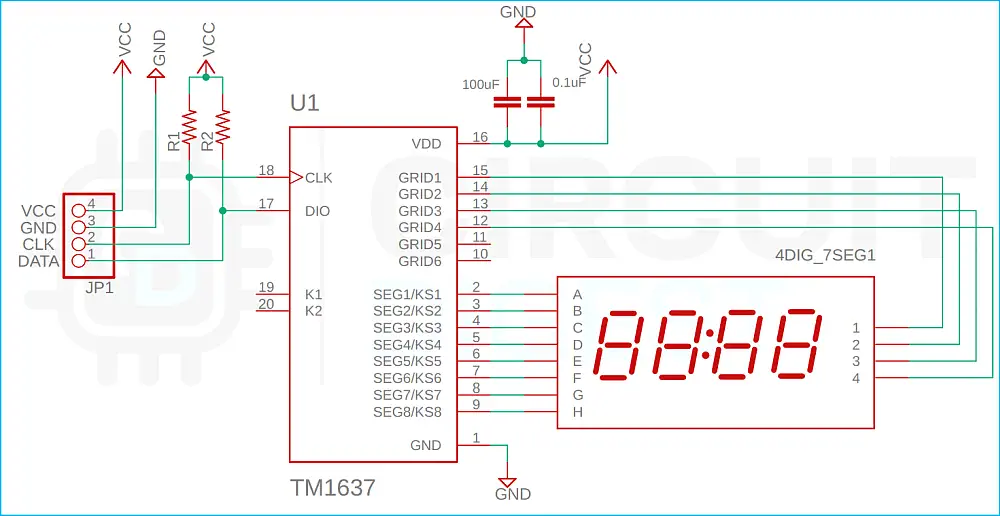 GND
VCC
GND
VCC
VCC
100uF
0.1uF
U1
R1
R2
VDD 16
18 CLK
GRID1 15
GRID2 14
17 DIO
GRID3 13
GRID4 12
GRID5 11
GRID6 10
VCC 4
GND 3
CLK 2
DATA 1
JP1
CIRCUIT
D
4DIG_7SEG1
19 K1
20 K2
SEG1/KS1 2
SEG2/KS2 3
SEG3/KS3 4
SEG4/KS4 5
SEG5/KS5 6
SEG6/KS6 7
SEG7/KS7 8
SEG8/KS8 9
A
B
C
D
E
F
G
H
88:88
1
2
3
4
GND 1
TM1637
GND